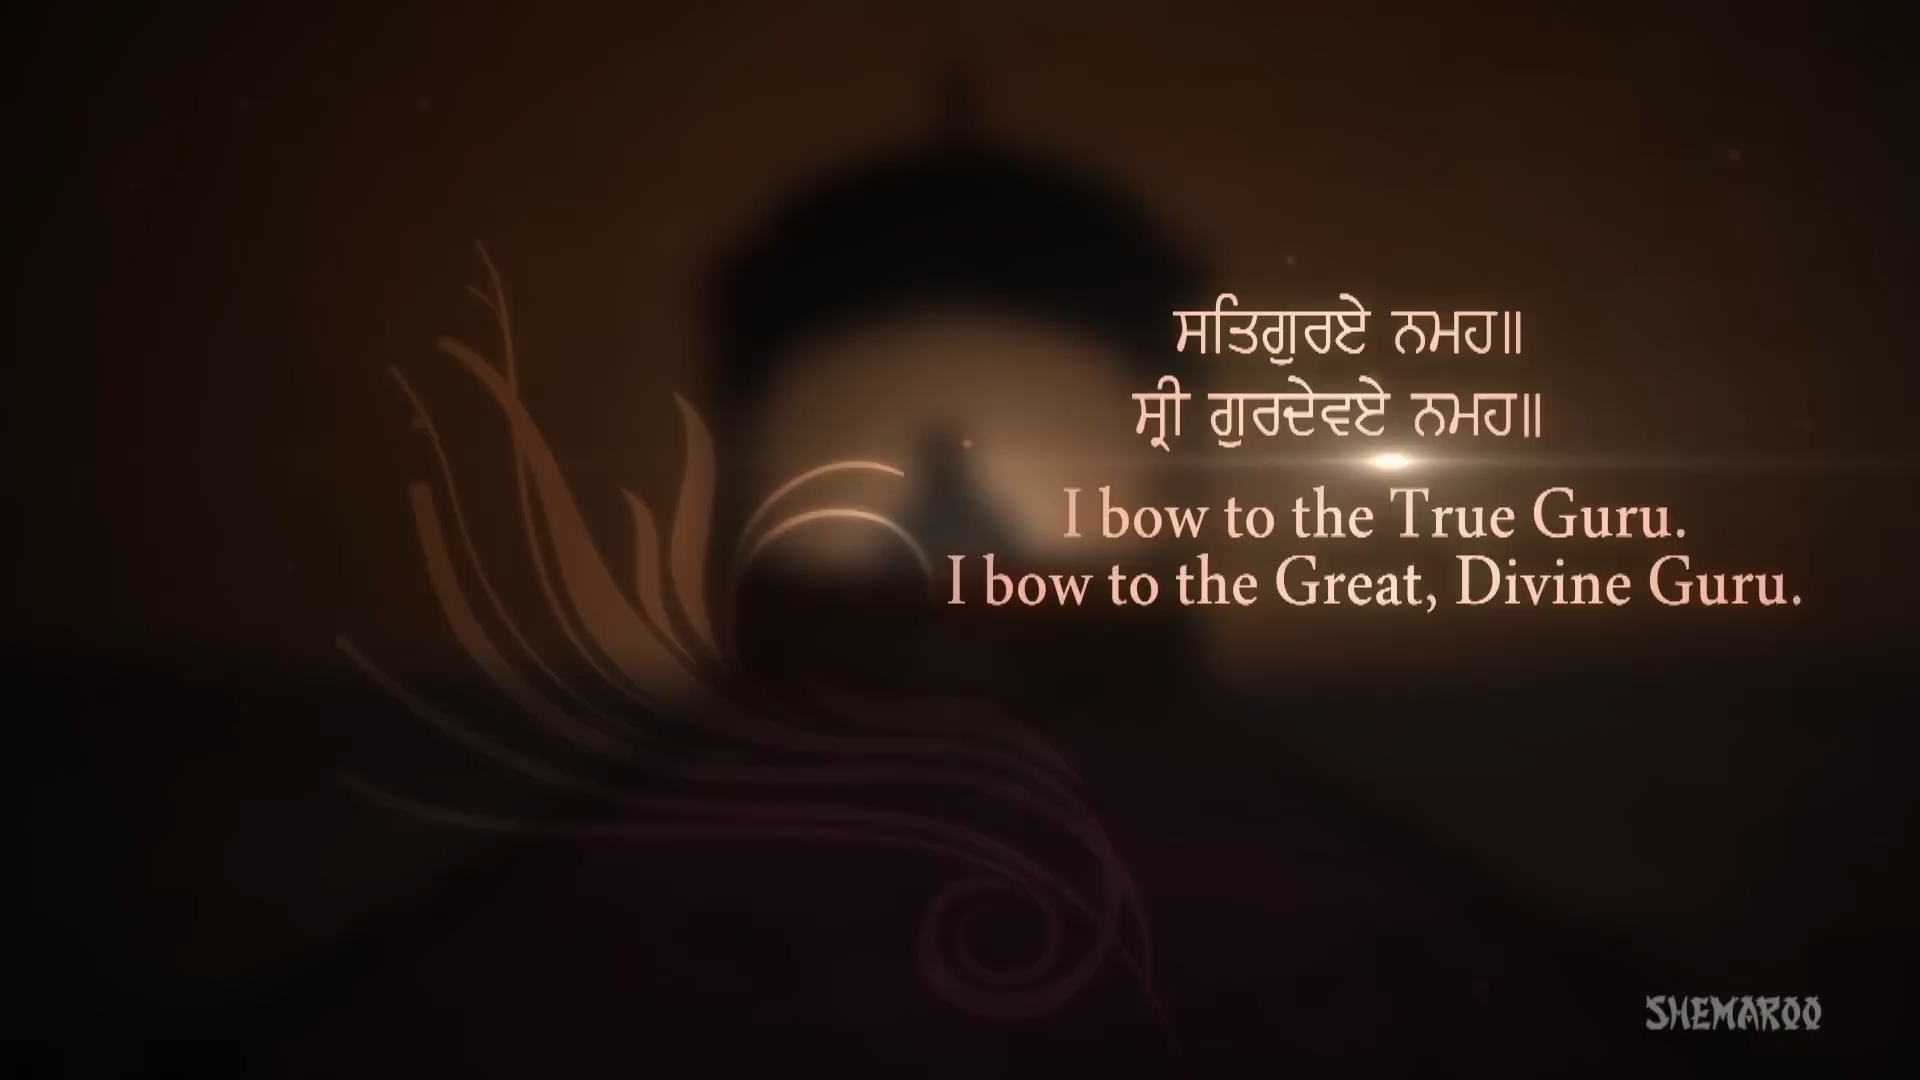 ਸਤਿਗੁਰਏ ਨਮਹ॥
ਸ੍ਰੀ ਗੁਰਦੇਵਏ ਨਮਹ॥
I bow to the True Guru.
I bow to the Great, Divine Guru.
SHEMAROO